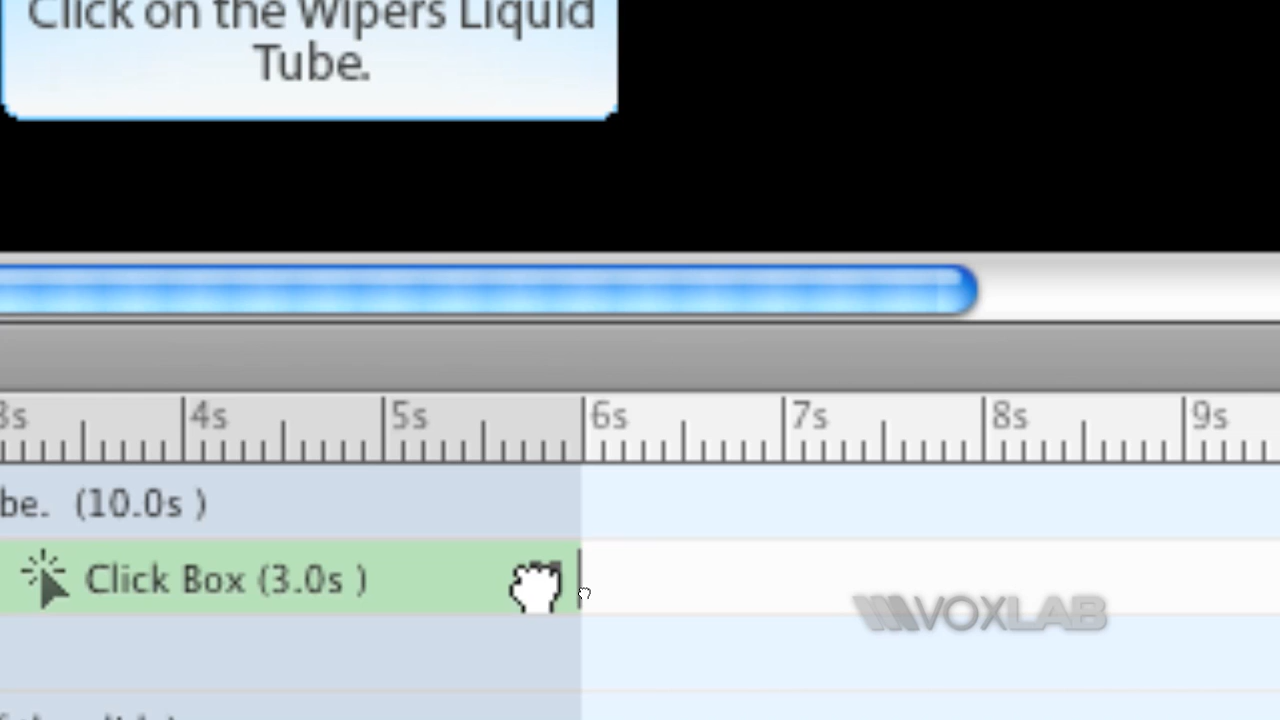 Click on the Wipers Liquid
Tube.
3s 4s 5s 6s 7s 8s 9s
be. (10.0s )
Click Box (3.0s )
VOXLAB